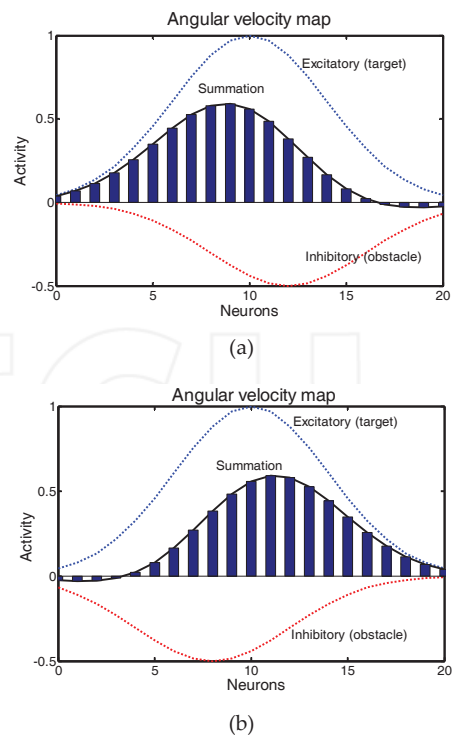 Angular velocity map
1
Excitatory (target)
Summation
0.5
Activity
0
Inhibitory (obstacle)
-0.5
0 5 10 15 20
Neurons
(a)
Angular velocity map
1
Excitatory (target)
Summation
0.5
Activity
0
Inhibitory (obstacle)
-0.5
0 5 10 15 20
Neurons
(b)